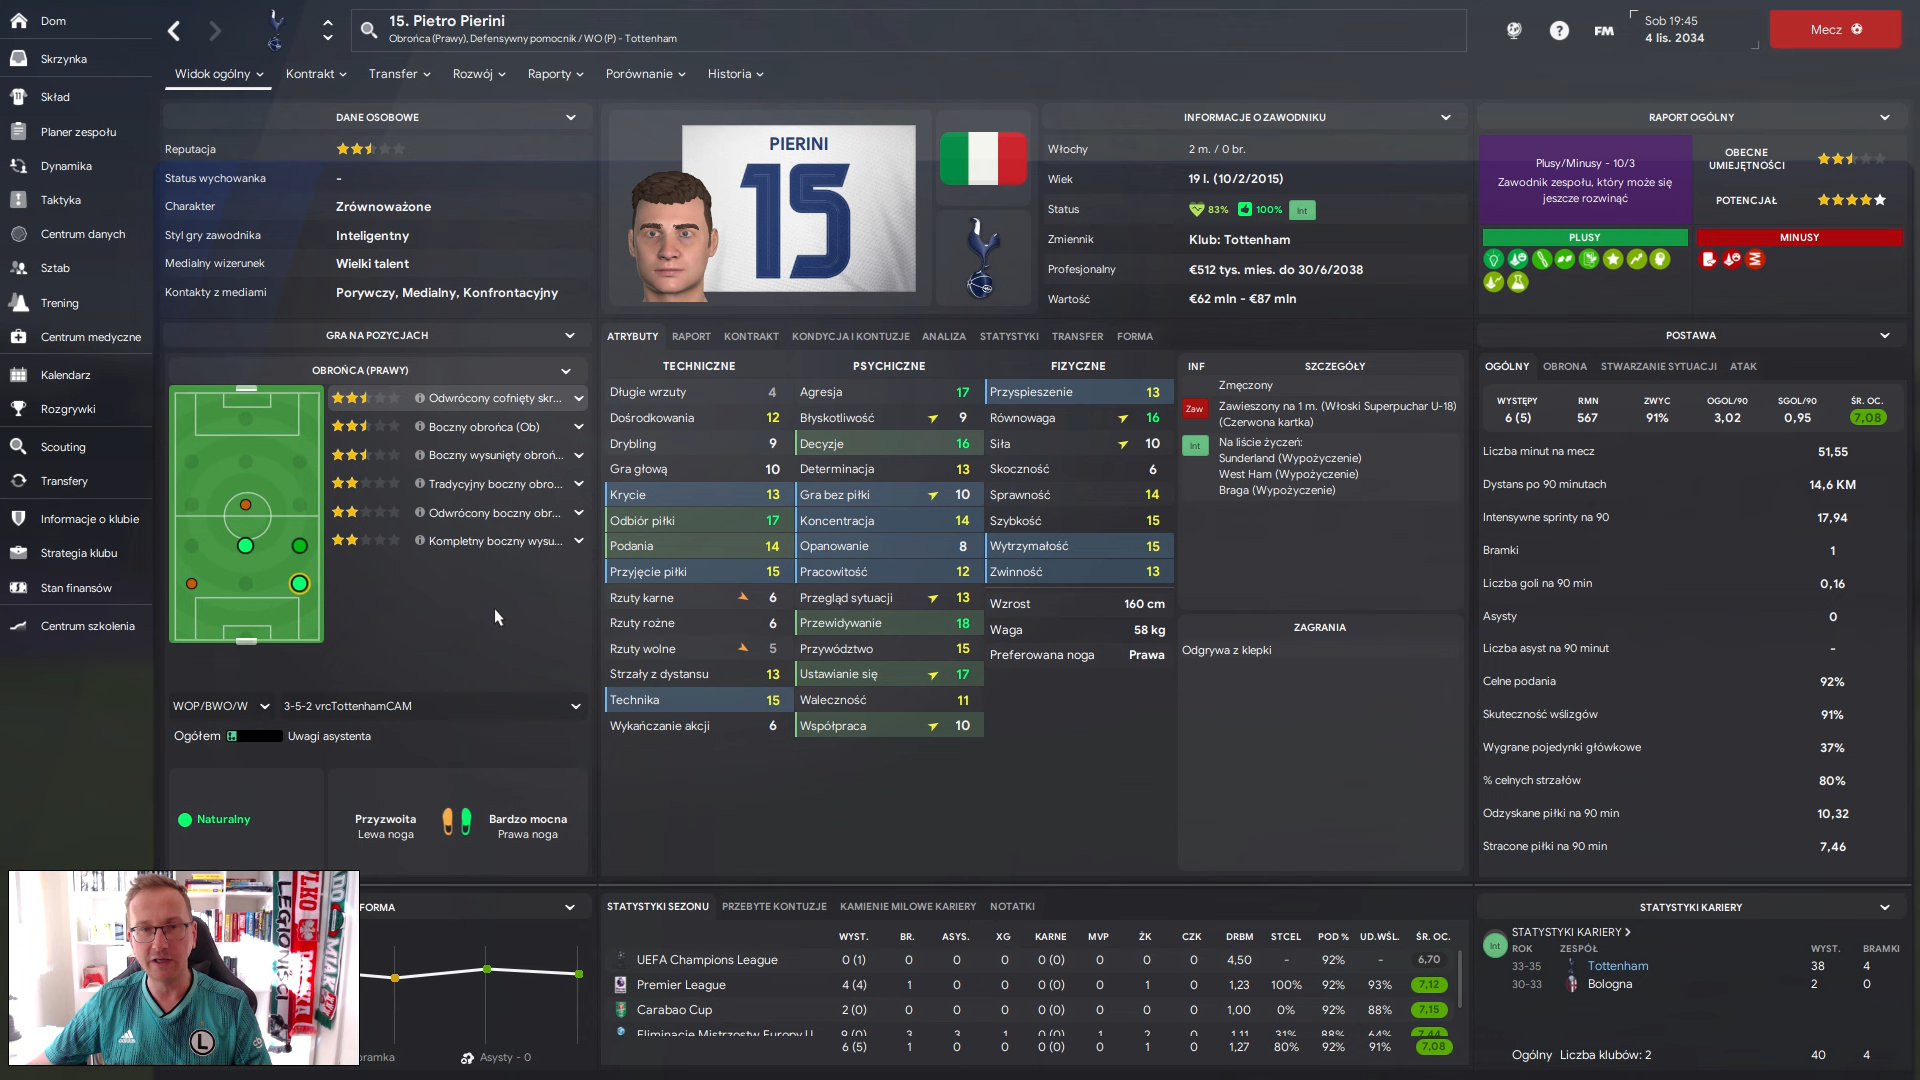 Dom
Skrzynka
Skład
Planer zespołu
Dynamika
Taktyka
Centrum danych
Sztab
Trening
Centrum medyczne
Kalendarz
Rozgrywki
Scouting
Transfery
Informacje o klubie
Strategia klubu
Stan finansów
Centrum szkolenia
15. Pietro Pierini
Obrońca (Prawy), Defensywny pomocnik / WO (P) - Tottenham
FM
Sob 19:45
4 lis. 2034
Mecz
Widok ogólny Kontrakt Transfer Rozwój Raporty Porównanie Historia
DANE OSOBOWE
Reputacja
Status wychowanka -
Charakter Zrównoważone
Styl gry zawodnika Inteligentny
Medialny wizerunek Wielki talent
Kontakty z mediami Porywczy, Medialny, Konfrontacyjny
PIERINI
15
INFORMACJE O ZAWODNIKU
Włochy 2 m. / 0 br.
Wiek 19 l. (10/2/2015)
Status 83% 100% Int
Zmiennik Klub: Tottenham
Profesjonalny €512 tys. mies. do 30/6/2038
Wartość €62 mln - €87 mln
RAPORT OGÓLNY
Plusy/Minusy - 10/3
Zawodnik zespołu, który może się
jeszcze rozwinąć
OBECNE
UMIEJĘTNOŚCI
POTENCJAŁ
PLUSY
MINUSY
GRA NA POZYCJACH
OBROŃCA (PRAWY)
Odwrócony cofnięty skr...
Boczny obrońca (Ob)
Boczny wysunięty obroń...
Tradycyjny boczny obro...
Odwrócony boczny obr...
Kompletny boczny wysu...
WOP/BWO/W 3-5-2 vrcTottenhamCAM
Ogółem Uwagi asystenta
Naturalny
Przyzwoita
Lewa noga
Bardzo mocna
Prawa noga
ATRYBUTY RAPORT KONTRAKT KONDYCJA I KONTUZJE ANALIZA STATYSTYKI TRANSFER FORMA
TECHNICZNE
Długie wrzuty 4
Dośrodkowania 12
Drybling 9
Gra głową 10
Krycie 13
Odbiór piłki 17
Podania 14
Przyjęcie piłki 15
Rzuty karne 6
Rzuty rożne 6
Rzuty wolne 5
Strzały z dystansu 13
Technika 15
Wykańczanie akcji 6
PSYCHICZNE
Agresja 17
Błyskotliwość 9
Decyzje 16
Determinacja 13
Gra bez piłki 10
Koncentracja 14
Opanowanie 8
Pracowitość 12
Przegląd sytuacji 13
Przewidywanie 18
Przywództwo 15
Ustawianie się 17
Waleczność 11
Współpraca 10
FIZYCZNE
Przyspieszenie 13
Równowaga 16
Siła 10
Skoczność 6
Sprawność 14
Szybkość 15
Wytrzymałość 15
Zwinność 13
Wzrost 160 cm
Waga 58 kg
Preferowana noga Prawa
INF SZCZEGÓŁY
Zmęczony
Zaw Zawieszony na 1 m. (Włoski Superpuchar U-18)
(Czerwona kartka)
Int Na liście życzeń:
Sunderland (Wypożyczenie)
West Ham (Wypożyczenie)
Braga (Wypożyczenie)
ZAGRANIA
Odgrywa z klepki
POSTAWA
OGÓLNY OBRONA STWARZANIE SYTUACJI ATAK
WYSTĘPY RMN ZWYC OGOL/90 SGOL/90 ŚR. OC.
6 (5) 567 91% 3,02 0,95 7,08
Liczba minut na mecz 51,55
Dystans po 90 minutach 14,6 KM
Intensywne sprinty na 90 17,94
Bramki 1
Liczba goli na 90 min 0,16
Asysty 0
Liczba asyst na 90 minut -
Celne podania 92%
Skuteczność wślizgów 91%
Wygrane pojedynki główkowe 37%
% celnych strzałów 80%
Odzyskane piłki na 90 min 10,32
Stracone piłki na 90 min 7,46
FORMA
Asysty - 0
STATYSTYKI SEZONU PRZEBYTE KONTUZJE KAMIENIE MILOWE KARIERY NOTATKI
WYST. BR. ASYS. XG KARNE MVP ŻK CZK DRBM STCEL POD % UD.WŚL. ŚR. OC.
UEFA Champions League 0 (1) 0 0 0 0 (0) 0 0 0 4,50 - 92% - 6,70
Premier League 4 (4) 1 0 0 0 (0) 0 1 0 1,23 100% 92% 93% 7,12
Carabao Cup 2 (0) 0 0 0 0 (0) 0 0 0 1,00 0% 92% 88% 7,15
Eliminacje Mistrzostw Europy U 9 (0) 3 3 1 0 (0) 1 2 0 1,11 31% 88% 64% 7,44
6 (5) 1 0 0 0 (0) 0 1 0 1,27 80% 92% 91% 7,08
STATYSTYKI KARIERY
Int STATYSTYKI KARIERY
ROK ZESPÓŁ WYST. BRAMKI
33-35 Tottenham 38 4
30-33 Bologna 2 0
Ogólny Liczba klubów: 2 40 4